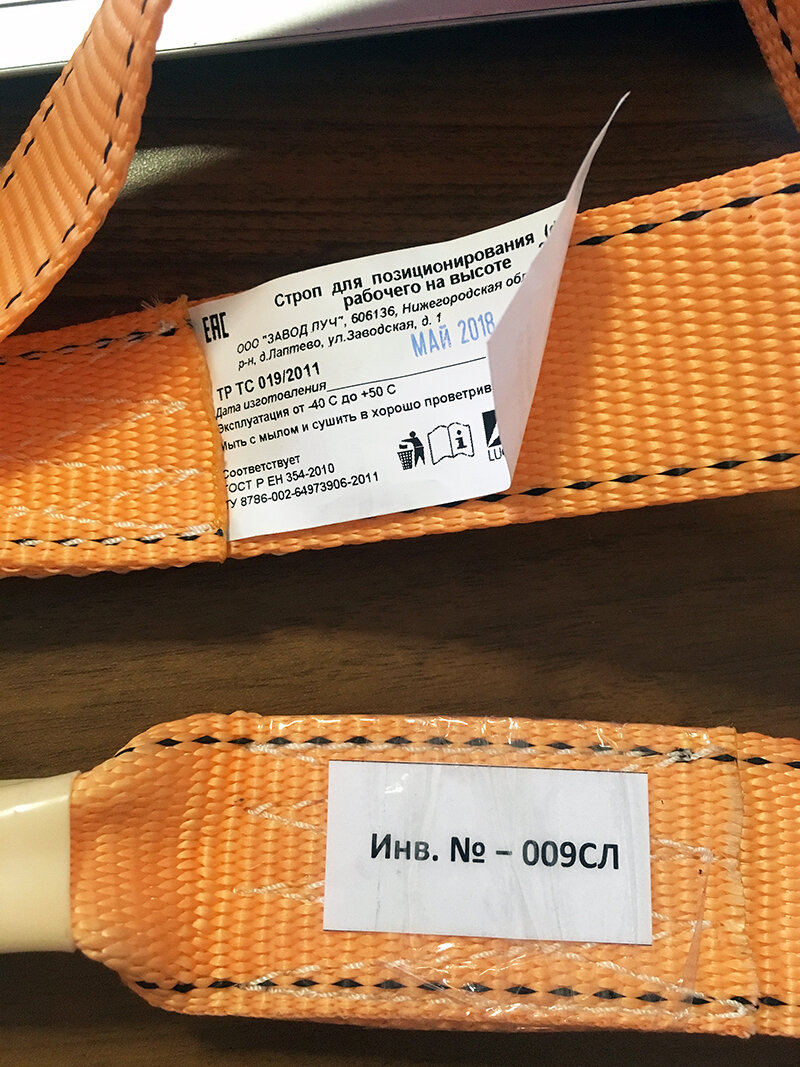 Строп для позиционирования
рабочего на высоте
EAC
ООО "ЗАВОД ЛУЧ", 606136, Нижегородская
р-н, д.Лаптево, ул.Заводская, д. 1
МАЙ 2018
ТР ТС 019/2011
Дата изготовления
Эксплуатация от -40 С до +50 С
Мыть с мылом и сушить в хорошо
Соответствует
ГОСТ Р ЕН 354-2010
ТУ 8786-002-64973906-2011
Инв. № – 009СЛ